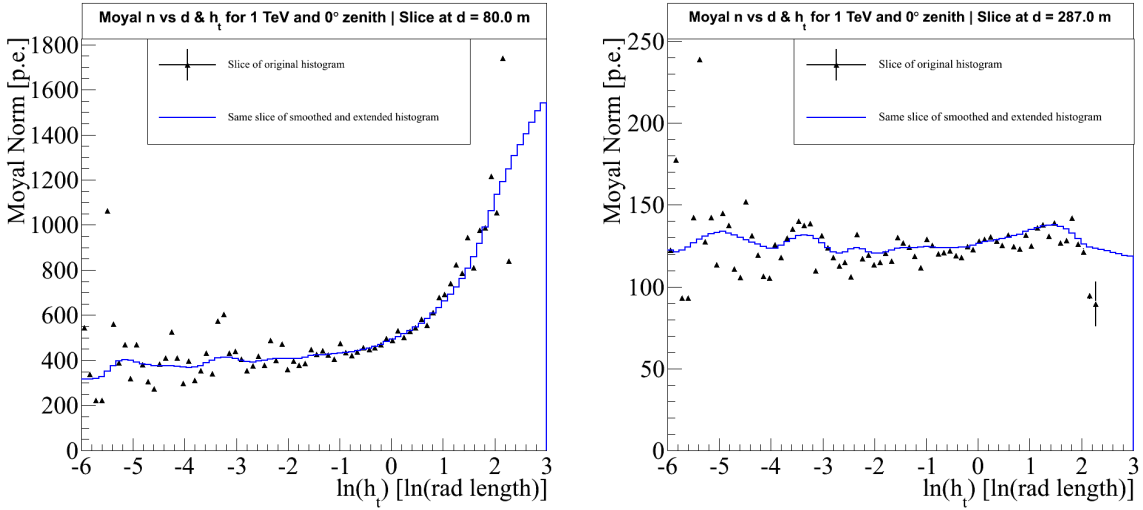 Moyal n vs d & h_t for 1 TeV and 0° zenith | Slice at d = 80.0 m
Slice of original histogram
Same slice of smoothed and extended histogram
Moyal Norm [p.e.]
1800
1600
1400
1200
1000
800
600
400
200
0
-6 -5 -4 -3 -2 -1 0 1 2 3
ln(h_t) [ln(rad length)]
Moyal n vs d & h_t for 1 TeV and 0° zenith | Slice at d = 287.0 m
Slice of original histogram
Same slice of smoothed and extended histogram
Moyal Norm [p.e.]
250
200
150
100
50
0
-6 -5 -4 -3 -2 -1 0 1 2 3
ln(h_t) [ln(rad length)]